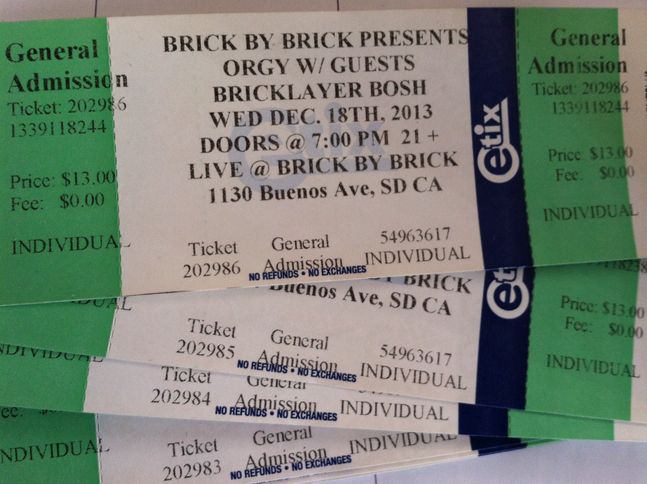 General
Admission
Ticket: 202986
1339118244
Price: $13.00
Fee: $0.00
INDIVIDUAL
BRICK BY BRICK PRESENTS
ORGY W/ GUESTS
BRICKLAYER BOSH
WED DEC. 18TH, 2013
DOORS @ 7:00 PM 21 +
LIVE @ BRICK BY BRICK
1130 Buenos Ave, SD CA
Ticket General 54963617
202986 Admission INDIVIDUAL
NO REFUNDS • NO EXCHANGES
etix
etix
General
Admission
Ticket: 202986
1339118244
Price: $13.00
Fee: $0.00
INDIVIDUAL
BY BRICK
Buenos Ave, SD CA
Ticket General 54963617
202985 Admission INDIVIDUAL
NO REFUNDS • NO EXCHANGES
etix
Price: $13.00
Fee: $0.00
INDIVIDUAL
INDIVIDUAL
Ticket General
202984 Admission INDIVIDUAL
NO REFUNDS • NO EXCHANGES
INDIVIDUAL
Ticket General
202983 Admission INDIVIDUAL
NO REFUNDS • NO EXCHANGES